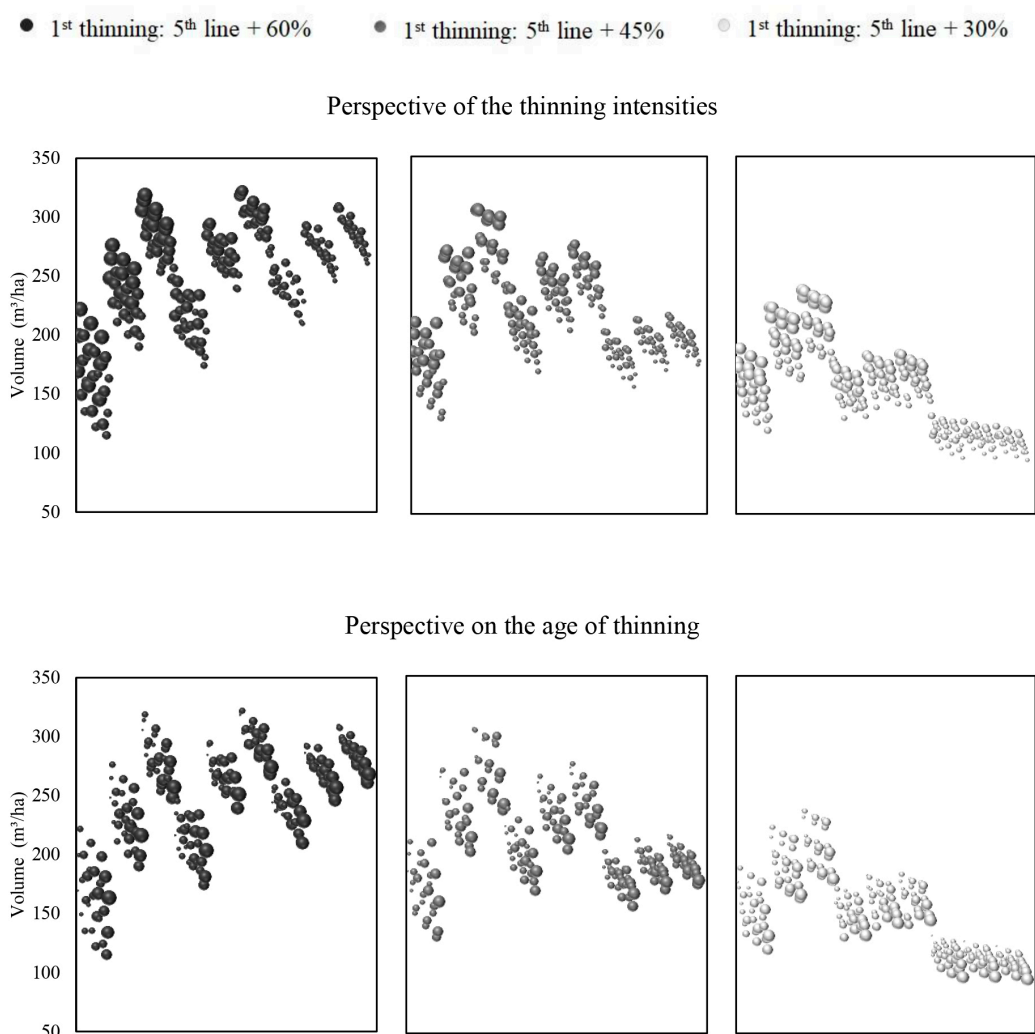 1st thinning: 5th line + 60% 1st thinning: 5th line + 45% 1st thinning: 5th line + 30%
Perspective of the thinning intensities
350
300
250
200
150
100
50
Volume (m³/ha)
Perspective on the age of thinning
350
300
250
200
150
100
50
Volume (m³/ha)